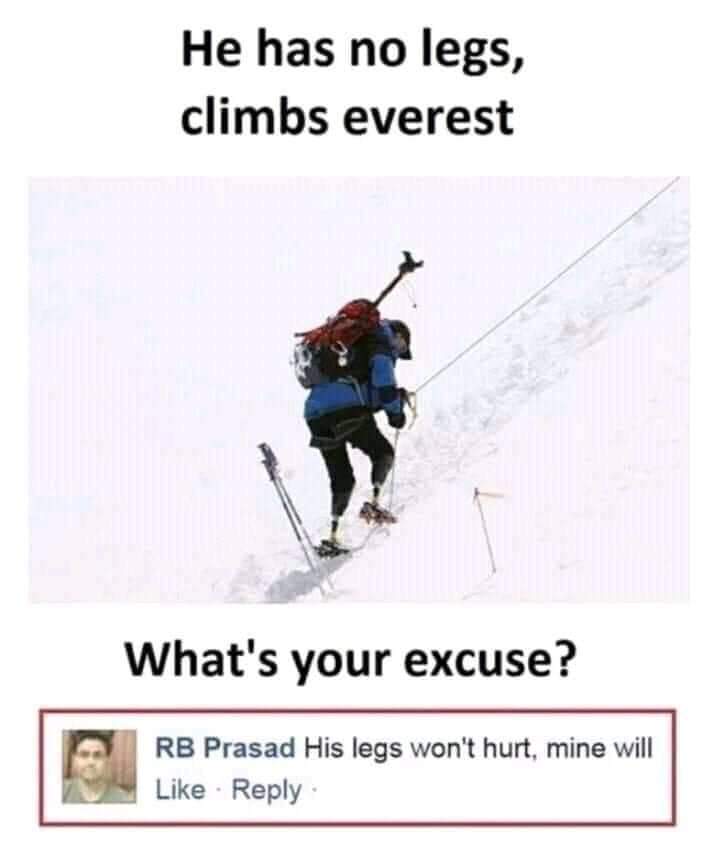 He has no legs,
climbs everest
What's your excuse?
RB Prasad His legs won't hurt, mine will
Like · Reply ·